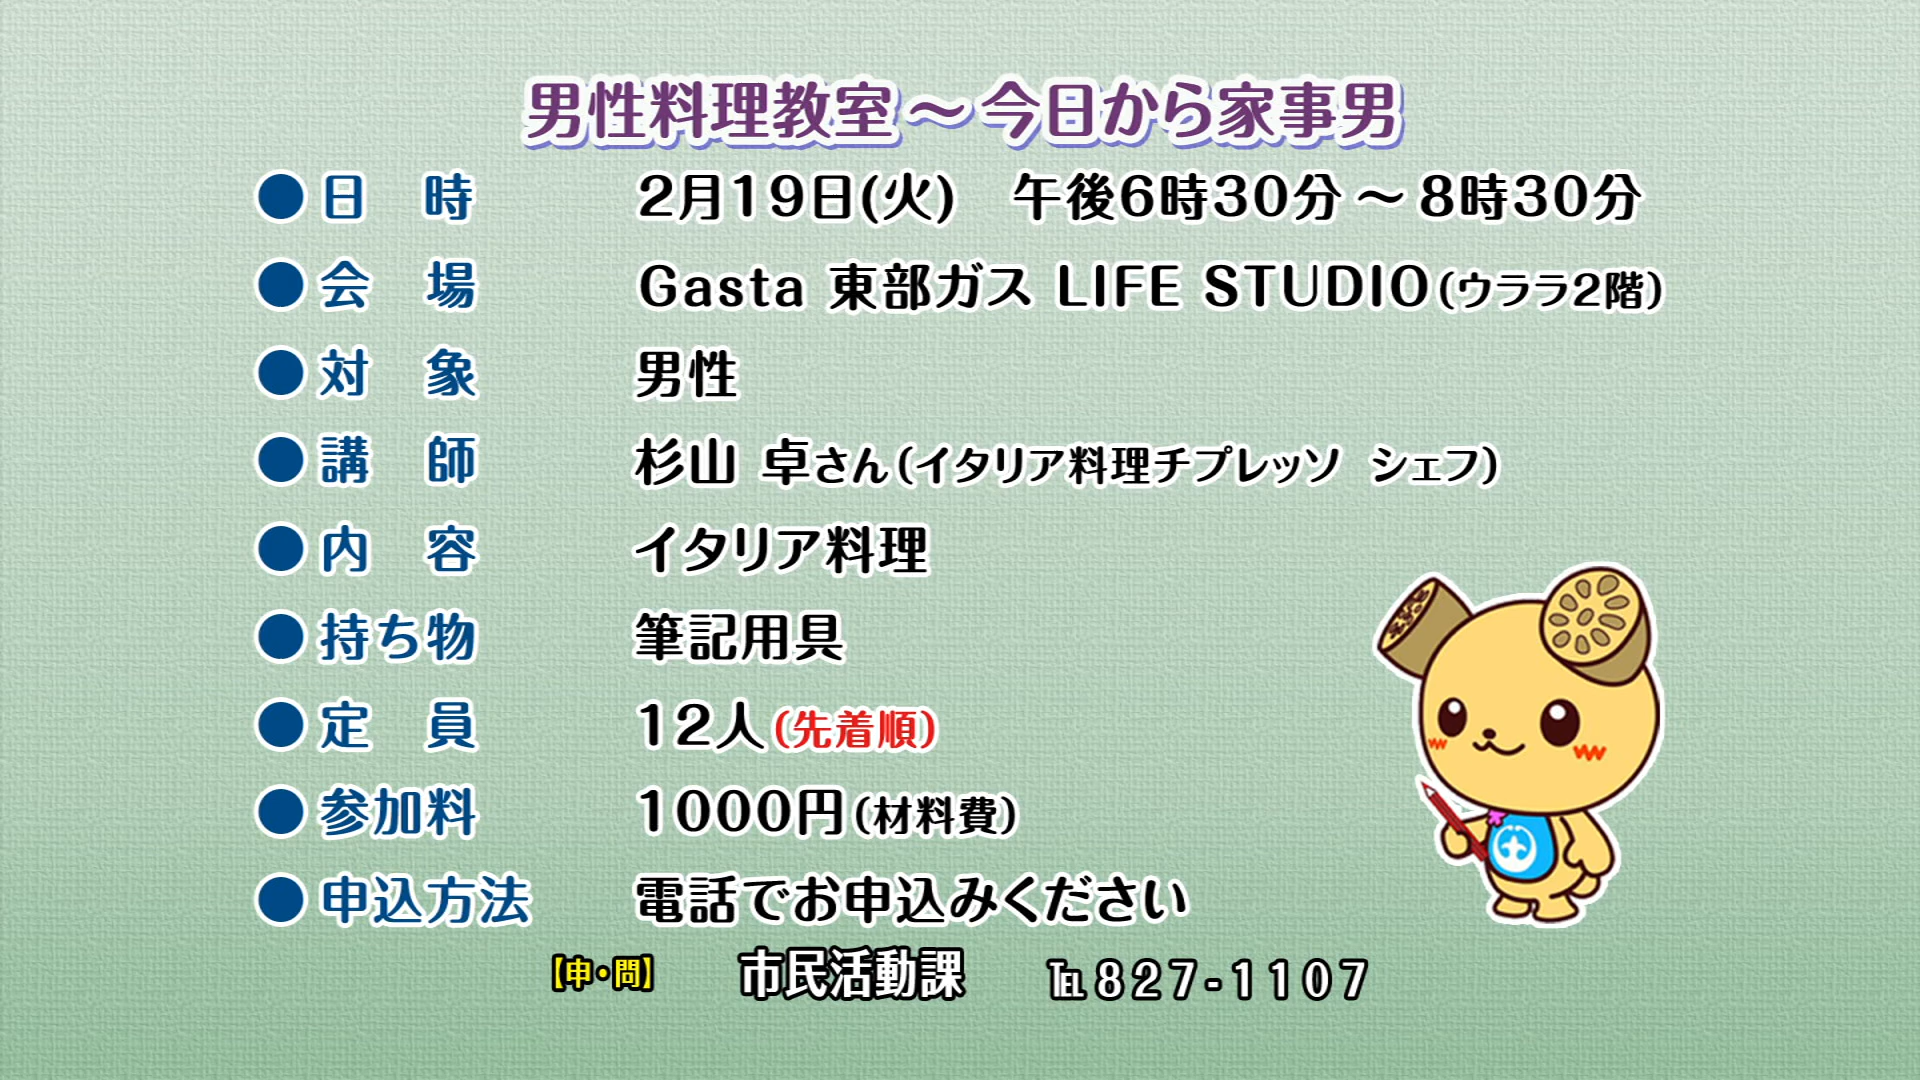 男性料理教室～今日から家事男
●日　時　2月19日(火)　午後6時30分～8時30分
●会　場　Gasta 東部ガス LIFE STUDIO(ウララ2階)
●対　象　男性
●講　師　杉山 卓さん(イタリア料理チプレッソ シェフ)
●内　容　イタリア料理
●持ち物　筆記用具
●定　員　12人(先着順)
●参加料　1000円(材料費)
●申込方法　電話でお申込みください
【申・問】　市民活動課　℡827-1107